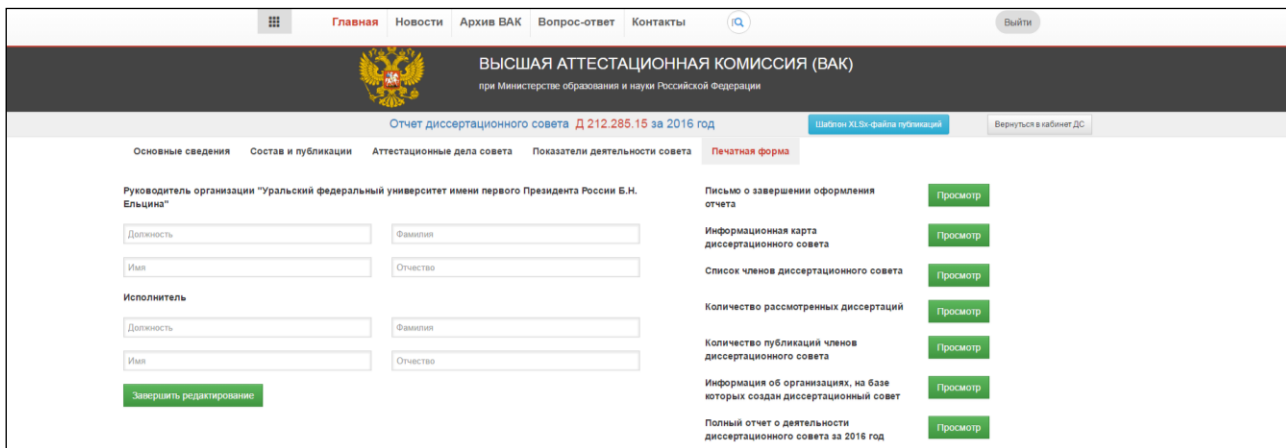 Главная Новости Архив ВАК Вопрос-ответ Контакты Выйти
ВЫСШАЯ АТТЕСТАЦИОННАЯ КОМИССИЯ (ВАК)
при Министерстве образования и науки Российской Федерации
Отчет диссертационного совета Д 212.285.15 за 2016 год Шаблон XLSx-файла публикаций Вернуться в кабинет ДС
Основные сведения Состав и публикации Аттестационные дела совета Показатели деятельности совета Печатная форма
Руководитель организации "Уральский федеральный университет имени первого Президента России Б.Н.
Ельцина"
Должность Фамилия
Имя Отчество
Исполнитель
Должность Фамилия
Имя Отчество
Завершить редактирование
Письмо о завершении оформления
отчета
Просмотр
Информационная карта
диссертационного совета
Просмотр
Список членов диссертационного совета
Просмотр
Количество рассмотренных диссертаций
Просмотр
Количество публикаций членов
диссертационного совета
Просмотр
Информация об организациях, на базе
которых создан диссертационный совет
Просмотр
Полный отчет о деятельности
диссертационного совета за 2016 год
Просмотр